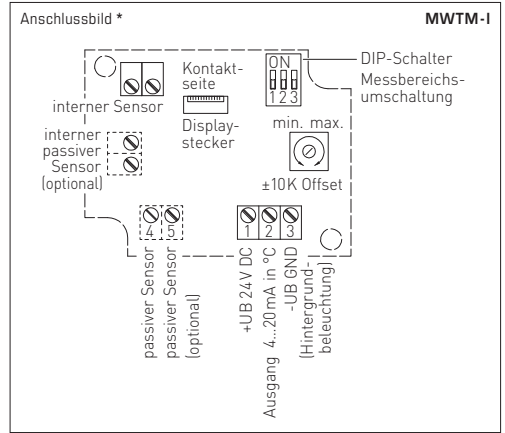 Anschlussbild *
MWTM-I
ON
1 2 3
DIP-Schalter
Messbereichs-
umschaltung
Kontakt-
seite
interner Sensor
Display-
stecker
interner
passiver
Sensor
(optional)
min. max.
±10K Offset
4 5
1 2 3
passiver Sensor
passiver Sensor
(optional)
+UB 24V DC
Ausgang 4...20mA in °C
-UB GND
(Hintergrund-
beleuchtung)